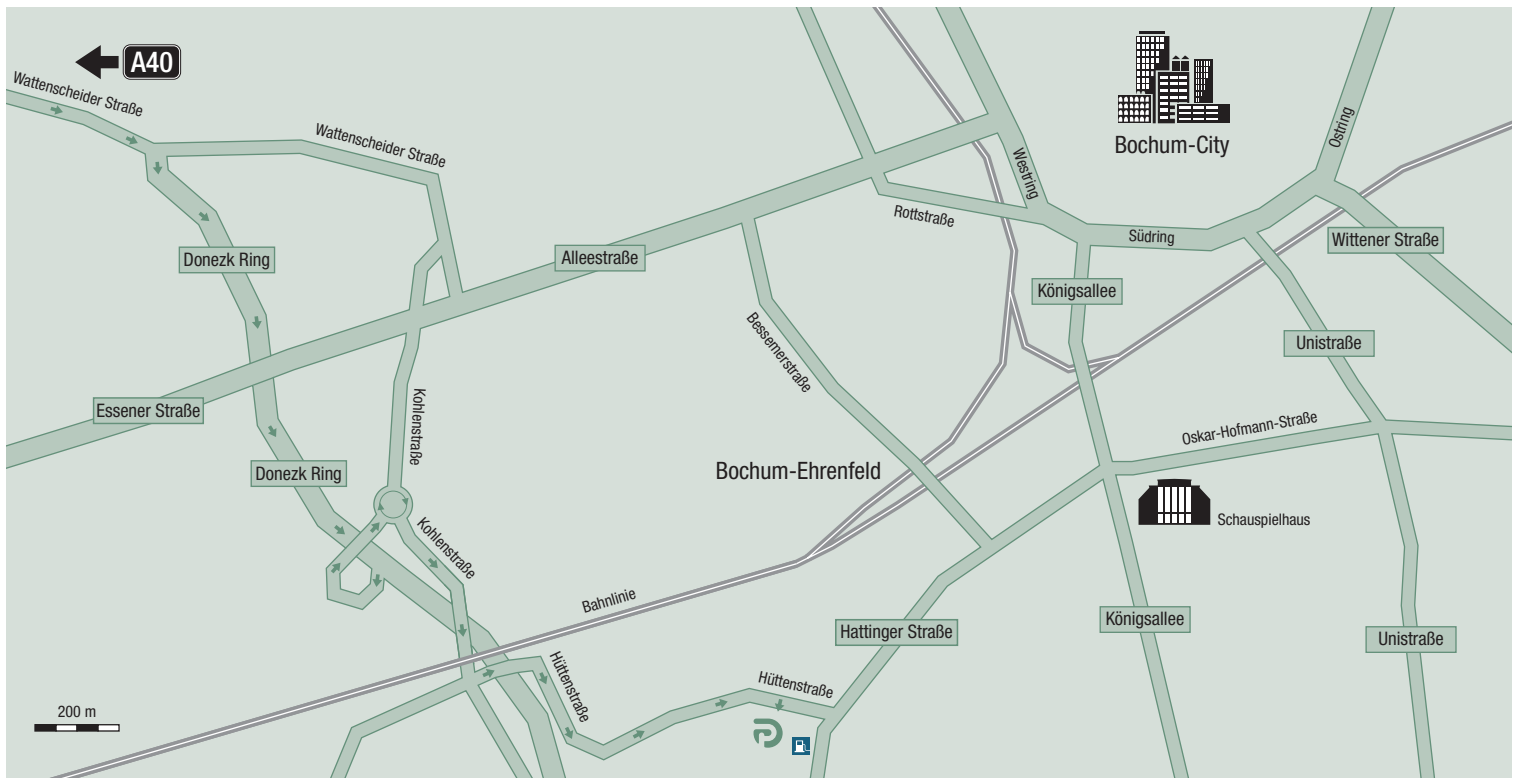 A40
Wattenscheider Straße
Wattenscheider Straße
Bochum-City
Ostring
Westring
Rottstraße
Südring
Wittener Straße
Donezk Ring
Alleestraße
Königsallee
Unistraße
Bessemerstraße
Essener Straße
Kohlenstraße
Oskar-Hofmann-Straße
Donezk Ring
Bochum-Ehrenfeld
Schauspielhaus
Kohlenstraße
Bahnlinie
Hattinger Straße
Königsallee
Unistraße
Hüttenstraße
Hüttenstraße
200 m